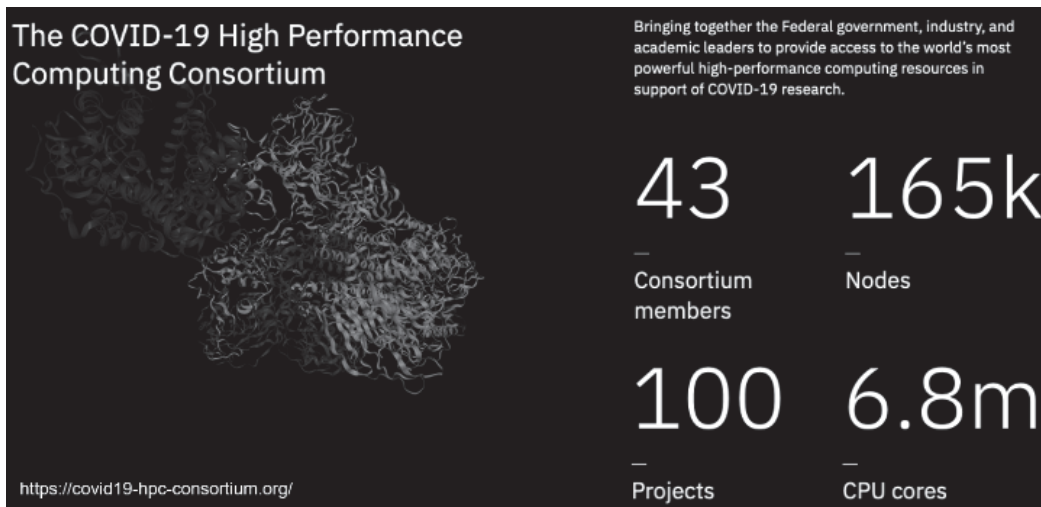 The COVID-19 High Performance
Computing Consortium
Bringing together the Federal government, industry, and
academic leaders to provide access to the world's most
powerful high-performance computing resources in
support of COVID-19 research.
43
Consortium
members
165k
Nodes
100
Projects
6.8m
CPU cores
https://covid19-hpc-consortium.org/